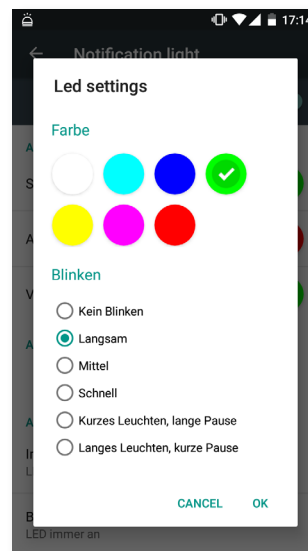 17:14
Notification light
Led settings
Farbe
Blinken
Kein Blinken
Langsam
Mittel
Schnell
Kurzes Leuchten, lange Pause
Langes Leuchten, kurze Pause
CANCEL OK
LED immer an